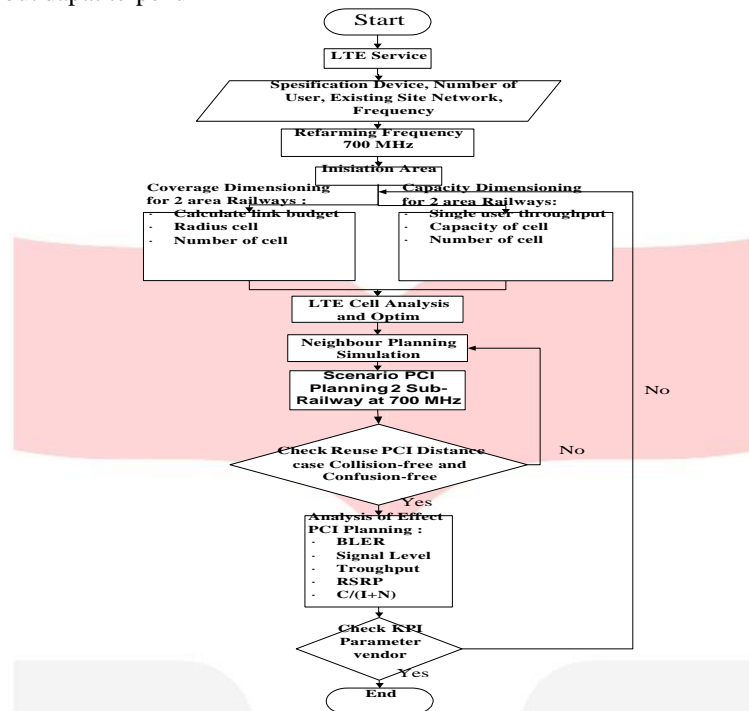 Start
LTE Service
Spesification Device, Number of
User, Existing Site Network,
Frequency
Refarming Frequency
700 MHz
Inisiation Area
Coverage Dimensioning
for 2 area Railways :
- Calculate link budget
- Radius cell
- Number of cell
Capacity Dimensioning
for 2 area Railways:
- Single user throughput
- Capacity of cell
- Number of cell
LTE Cell Analysis
and Optim
Neighbour Planning
Simulation
Scenario PCI
Planning 2 Sub-
Railway at 700 MHz
No
Check Reuse PCI Distance
case Collision-free and
Confusion-free
No
Yes
Analysis of Effect
PCI Planning :
- BLER
- Signal Level
- Troughput
- RSRP
- C/(I+N)
Check KPI
Parameter
vendor
Yes
End